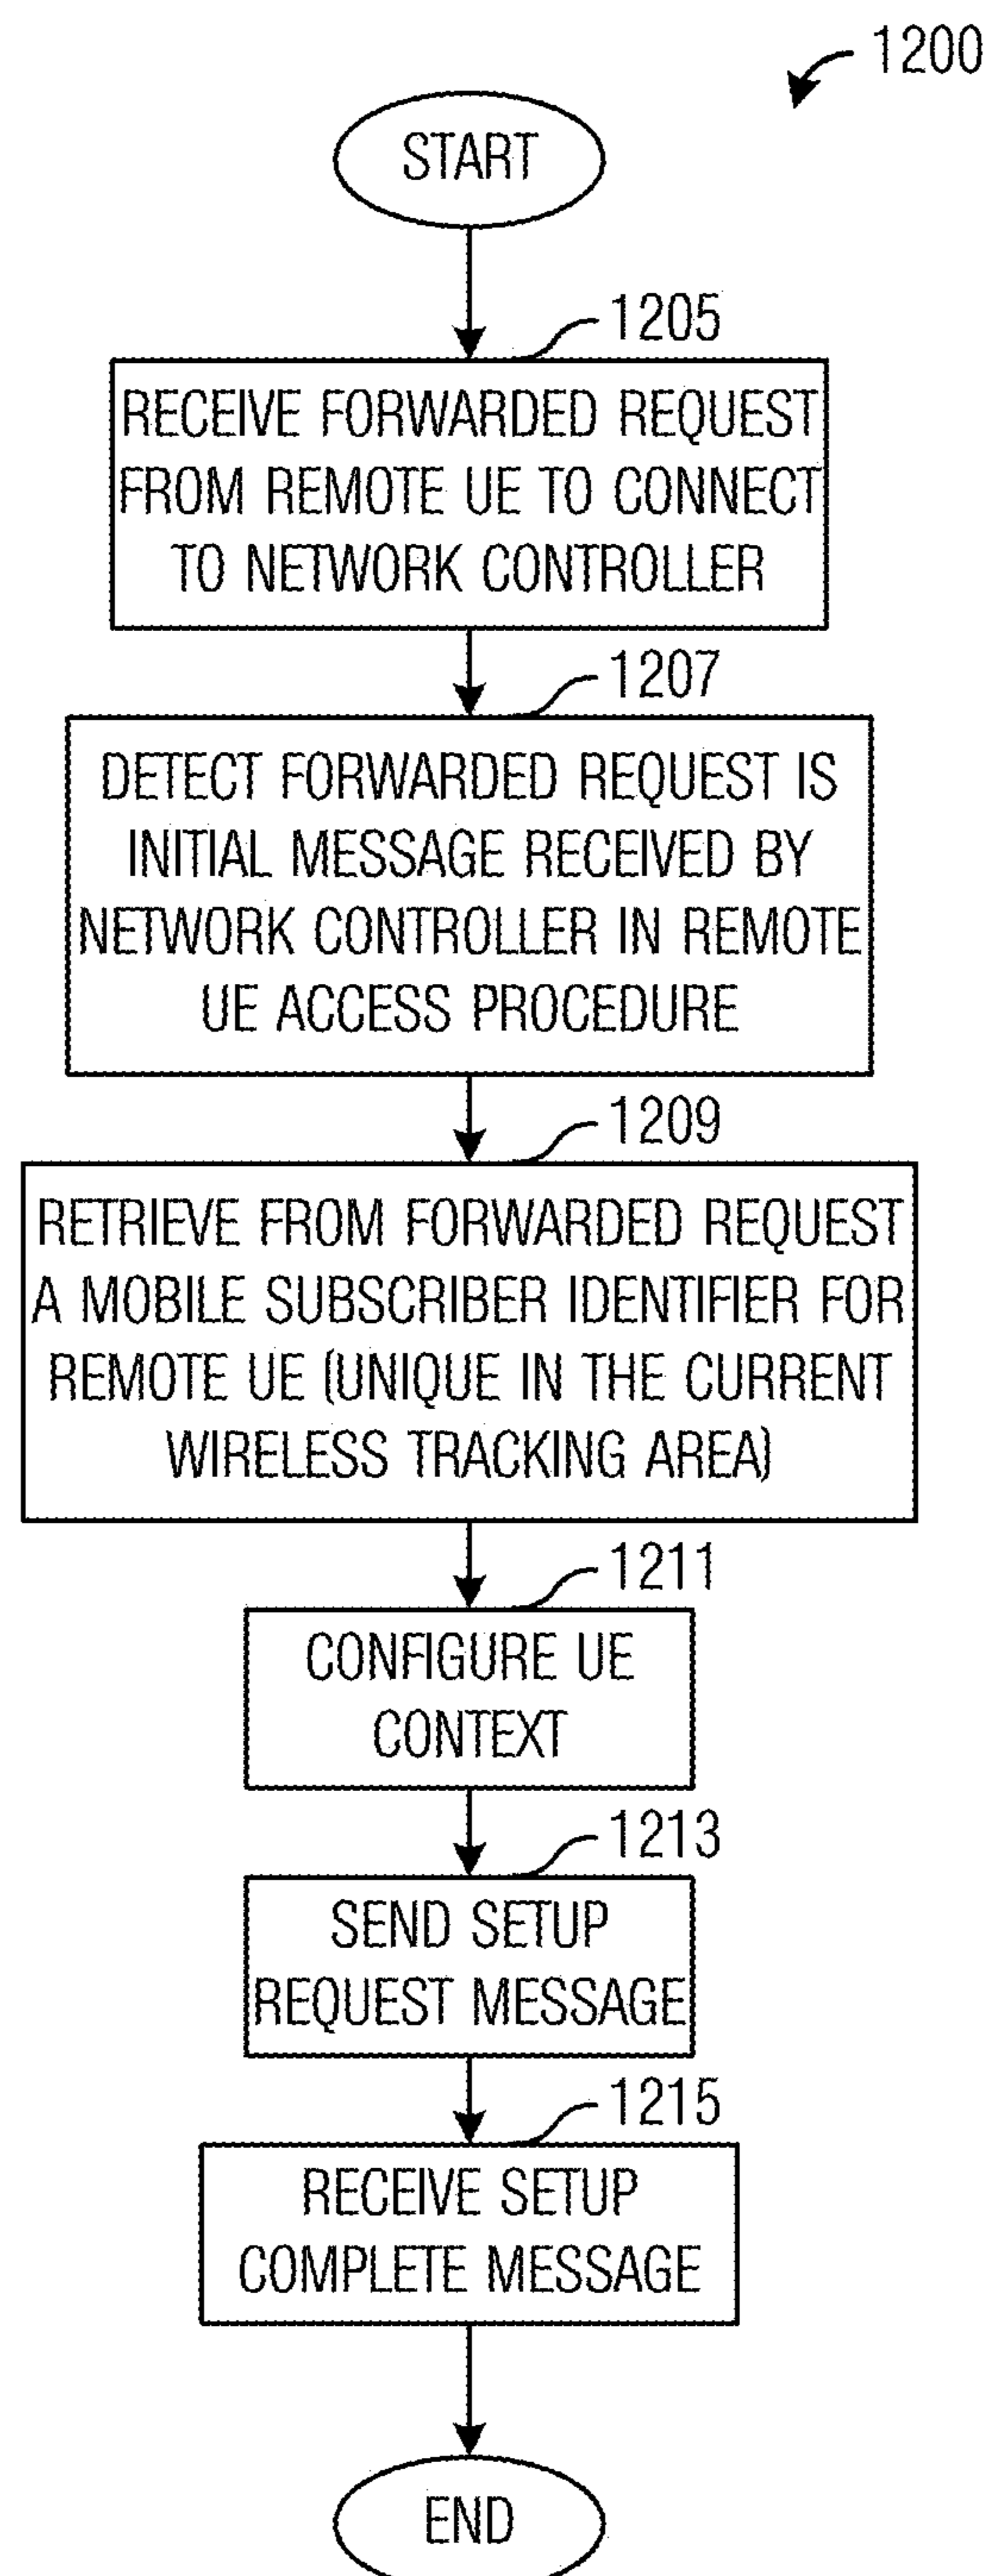 1200
START
1205
RECEIVE FORWARDED REQUEST
FROM REMOTE UE TO CONNECT
TO NETWORK CONTROLLER
1207
DETECT FORWARDED REQUEST IS
INITIAL MESSAGE RECEIVED BY
NETWORK CONTROLLER IN REMOTE
UE ACCESS PROCEDURE
1209
RETRIEVE FROM FORWARDED REQUEST
A MOBILE SUBSCRIBER IDENTIFIER FOR
REMOTE UE (UNIQUE IN THE CURRENT
WIRELESS TRACKING AREA)
1211
CONFIGURE UE
CONTEXT
1213
SEND SETUP
REQUEST MESSAGE
1215
RECEIVE SETUP
COMPLETE MESSAGE
END